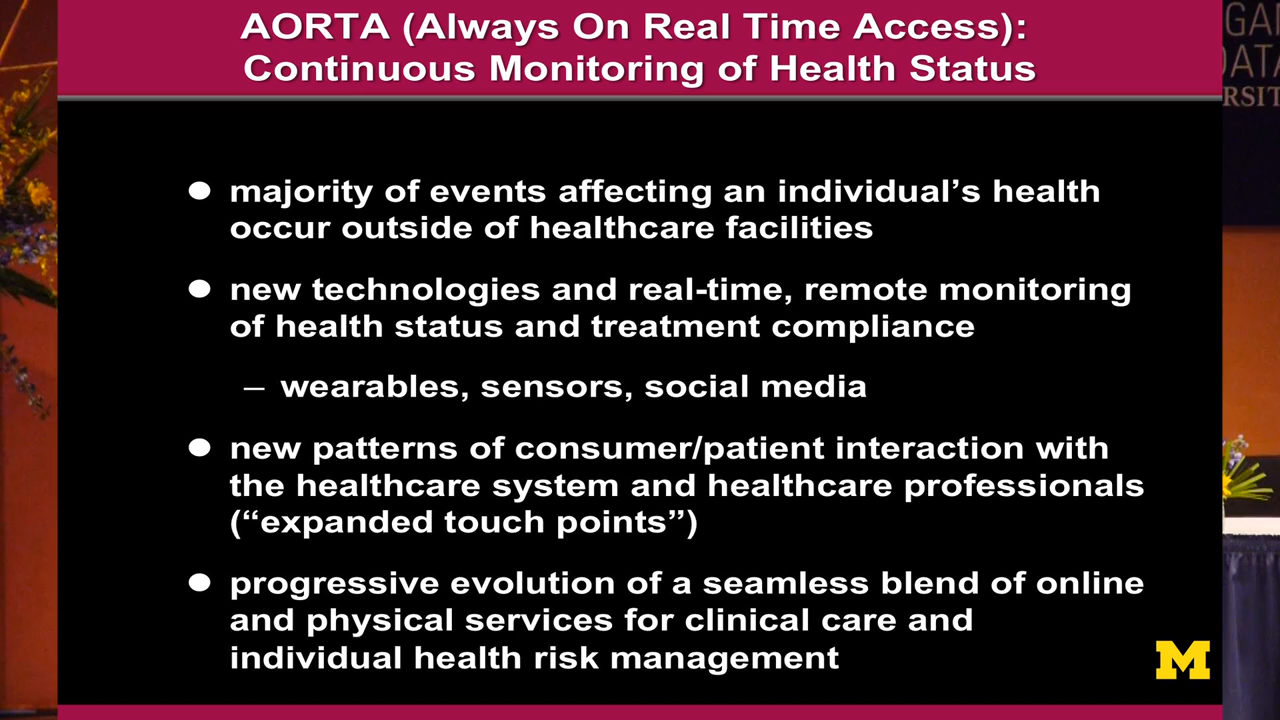 AORTA (Always On Real Time Access):
Continuous Monitoring of Health Status
● majority of events affecting an individual’s health
occur outside of healthcare facilities
● new technologies and real-time, remote monitoring
of health status and treatment compliance
– wearables, sensors, social media
● new patterns of consumer/patient interaction with
the healthcare system and healthcare professionals
(“expanded touch points”)
● progressive evolution of a seamless blend of online
and physical services for clinical care and
individual health risk management
M